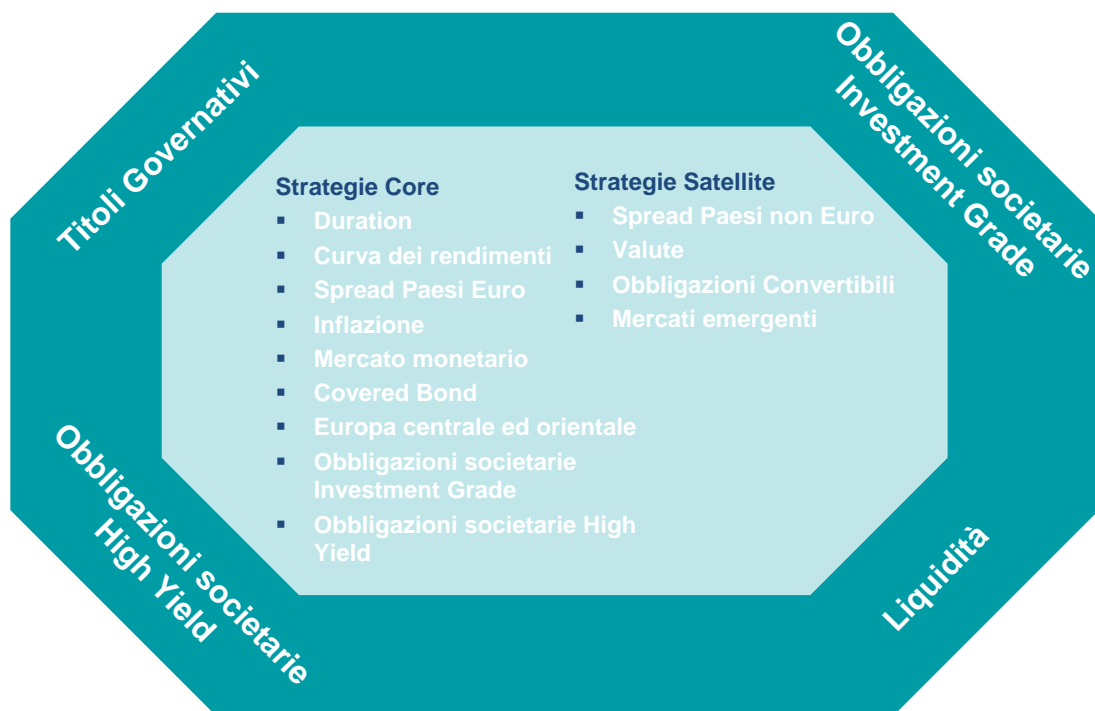 Titoli Governativi
Obbligazioni societarie
Investment Grade
Strategie Core
▪ Duration
▪ Curva dei rendimenti
▪ Spread Paesi Euro
▪ Inflazione
▪ Mercato monetario
▪ Covered Bond
▪ Europa centrale ed orientale
▪ Obbligazioni societarie
Investment Grade
▪ Obbligazioni societarie High
Yield
Strategie Satellite
▪ Spread Paesi non Euro
▪ Valute
▪ Obbligazioni Convertibili
▪ Mercati emergenti
Obbligazioni societarie
High Yield
Liquidità